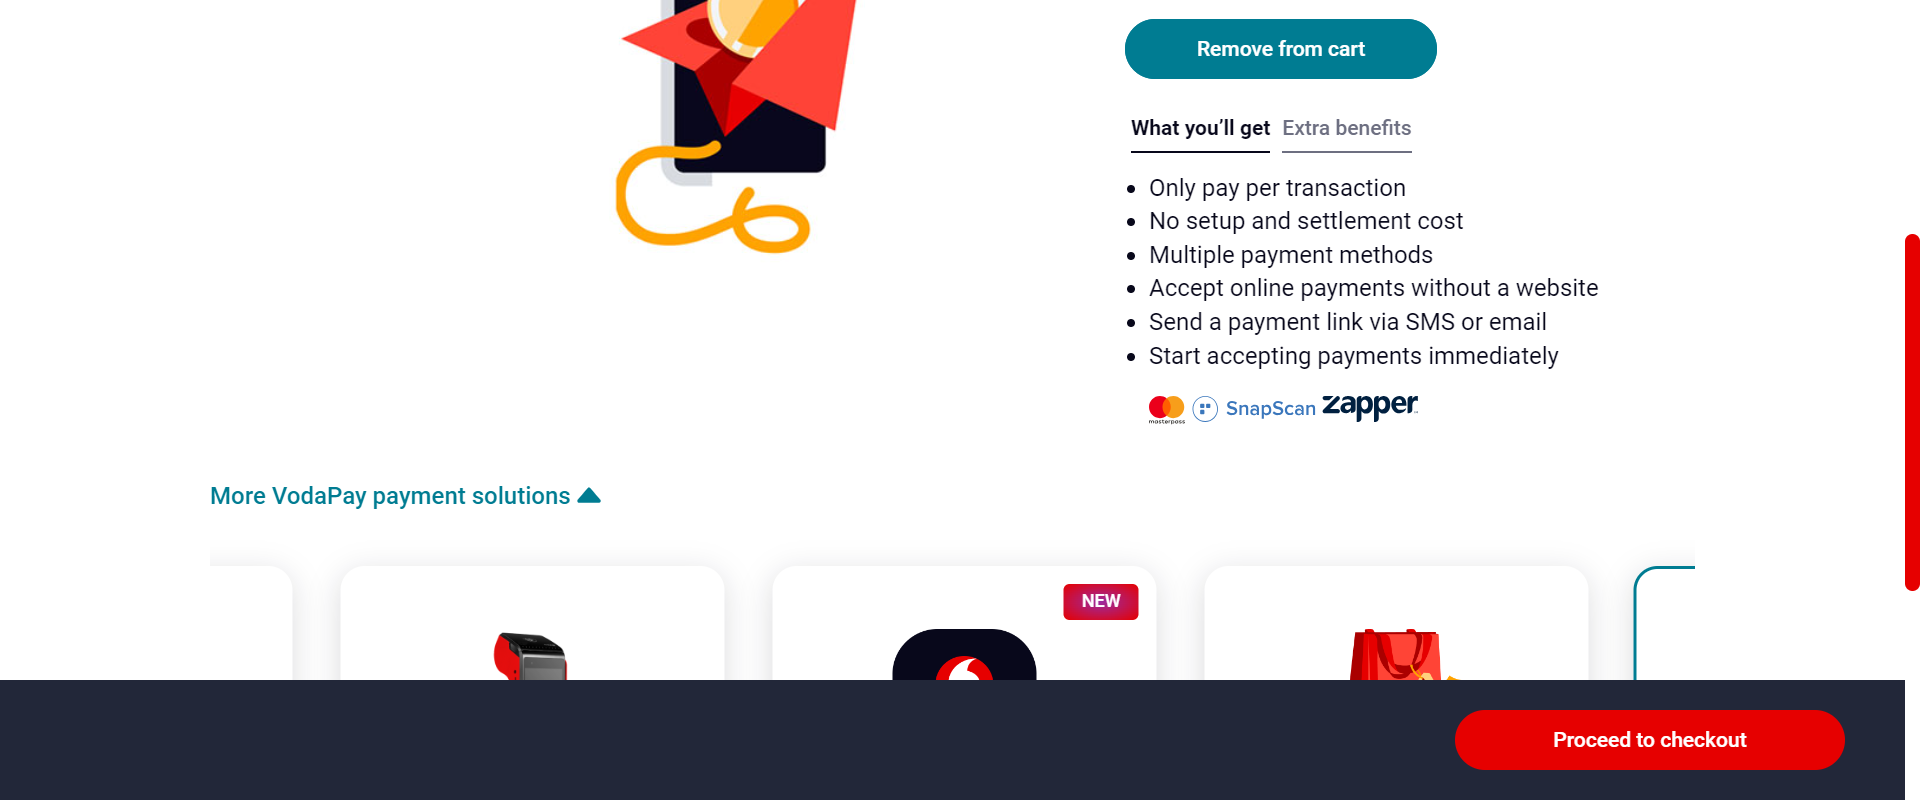 Remove from cart
What you’ll get Extra benefits
Only pay per transaction
No setup and settlement cost
Multiple payment methods
Accept online payments without a website
Send a payment link via SMS or email
Start accepting payments immediately
masterpass SnapScan zapper
More VodaPay payment solutions
NEW
Proceed to checkout